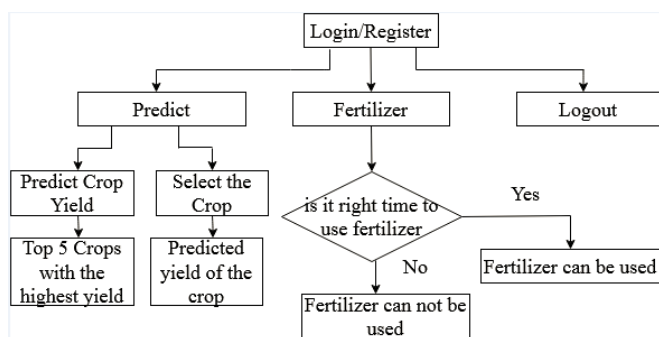 Login/Register
Predict
Fertilizer
Logout
Predict Crop
Yield
Select the
Crop
is it right time to
use fertilizer
Yes
Top 5 Crops
with the
highest yield
Predicted
yield of the
crop
No
Fertilizer can be used
Fertilizer can not be
used